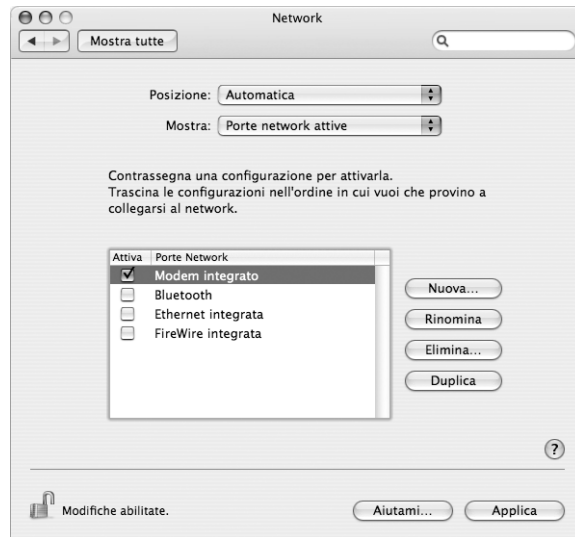 Network
Mostra tutte
Posizione: Automatica
Mostra: Porte network attive
Contrassegna una configurazione per attivarla.
Trascina le configurazioni nell'ordine in cui vuoi che provino a
collegarsi al network.
Attiva Porte Network
Modem integrato
Bluetooth
Ethernet integrata
FireWire integrata
Nuova...
Rinomina
Elimina...
Duplica
?
Modifiche abilitate.
Aiutami... Applica